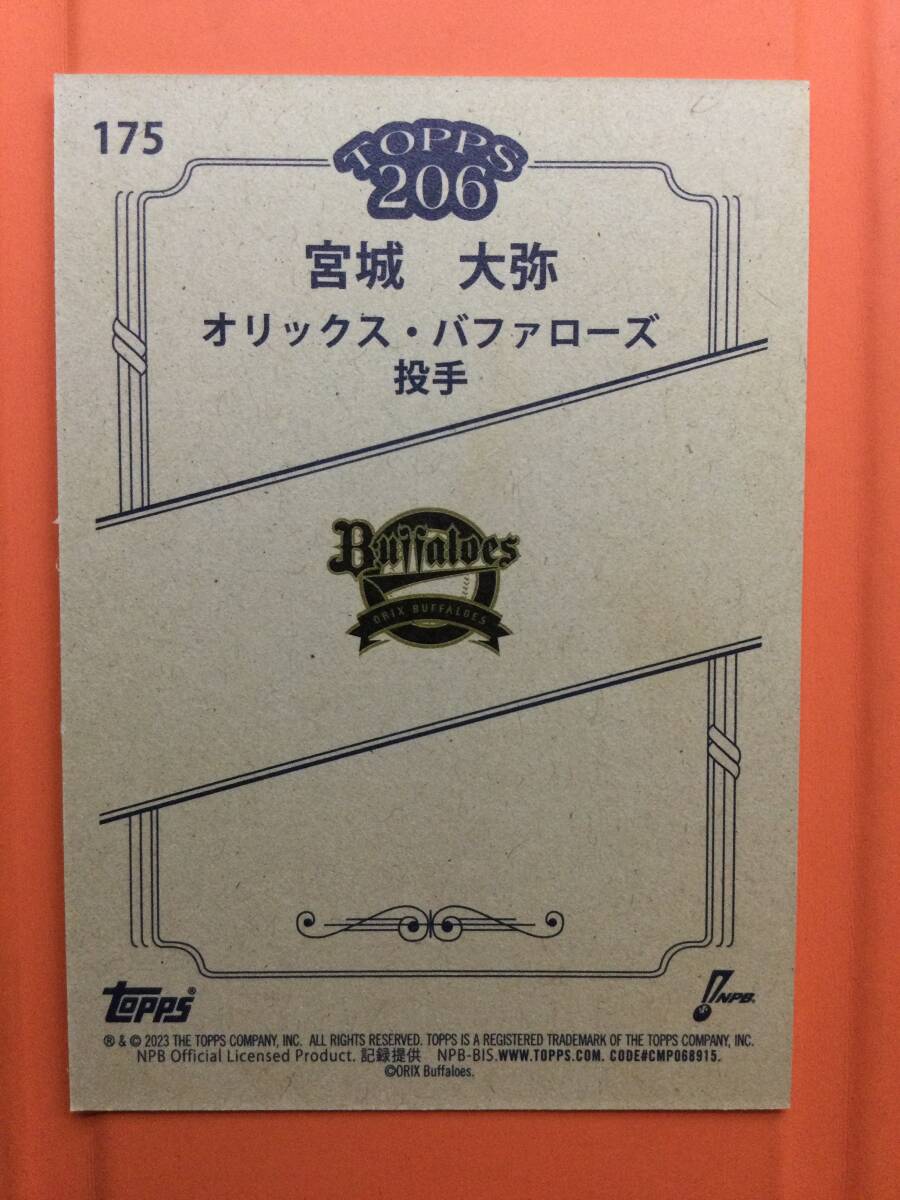 175
TOPPS
206
宮城 大弥
オリックス・バファローズ
投手
Buffaloes
ORIX BUFFALOES
topps®
NPB.
® & © 2023 THE TOPPS COMPANY, INC. ALL RIGHTS RESERVED. TOPPS IS A REGISTERED TRADEMARK OF THE TOPPS COMPANY, INC.
NPB Official Licensed Product. 記録提供 NPB-BIS.WWW.TOPPS.COM. CODE#CMP068915.
©ORIX Buffaloes.